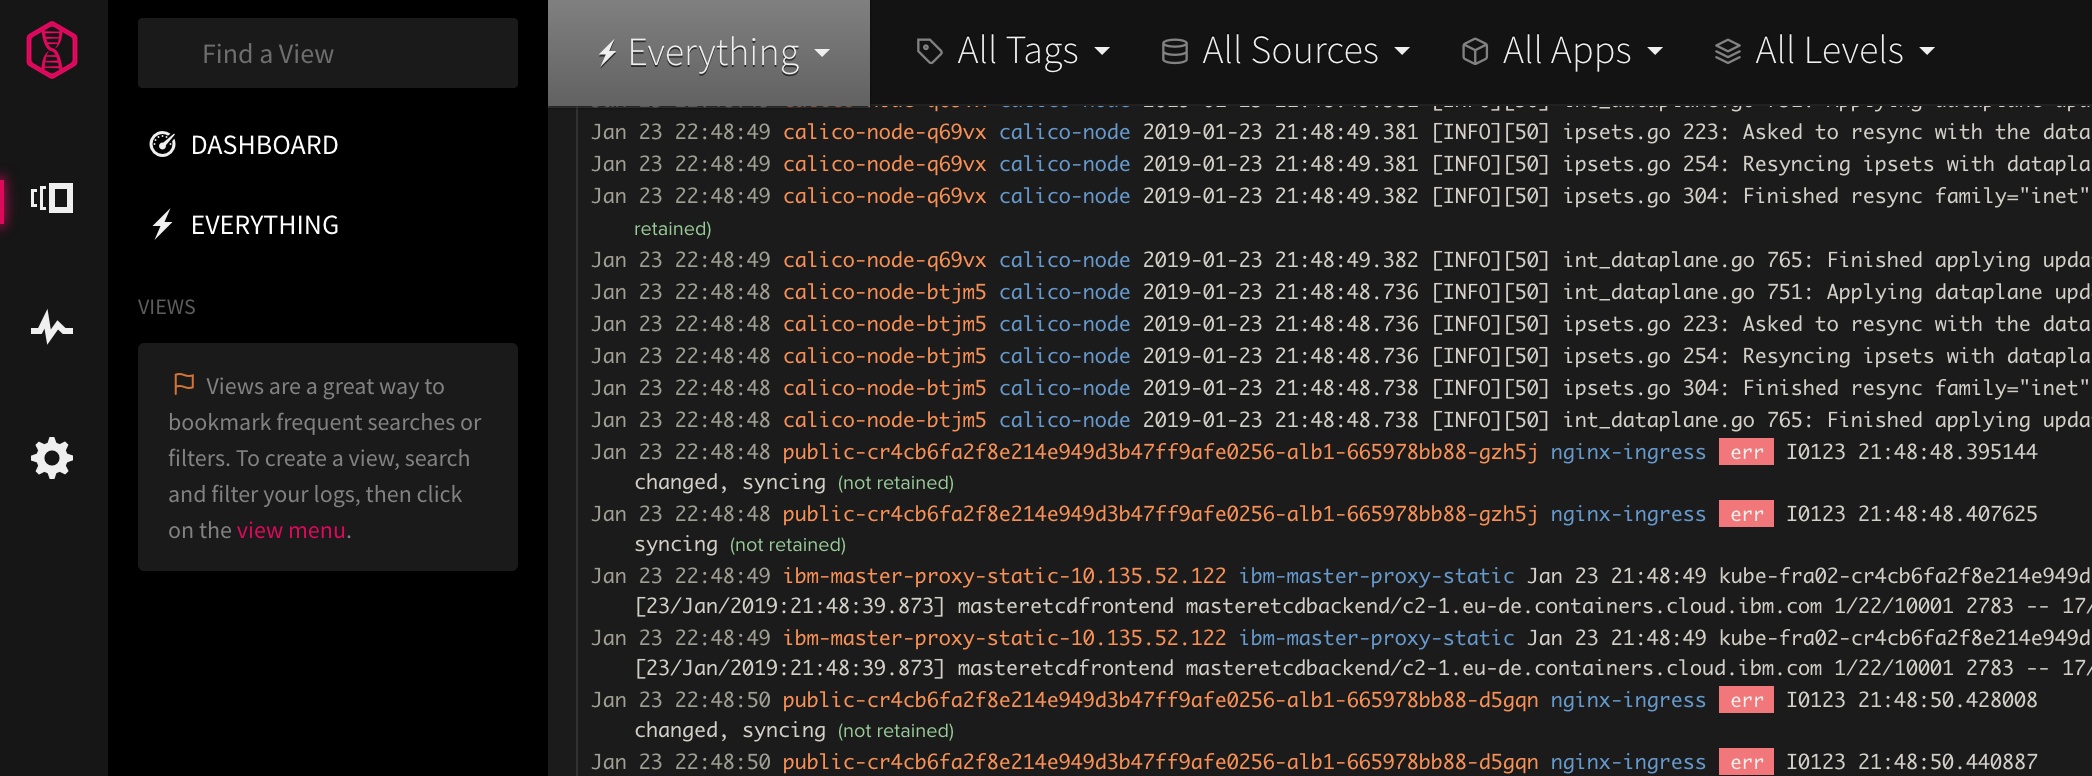 Find a View
DASHBOARD
EVERYTHING
VIEWS
Views are a great way to
bookmark frequent searches or
filters. To create a view, search
and filter your logs, then click
on the view menu.
Everything
All Tags
All Sources
All Apps
All Levels
Jan 23 22:48:49 calico-node-q69vx calico-node 2019-01-23 21:48:49.381 [INFO][50] ipsets.go 223: Asked to resync with the data
Jan 23 22:48:49 calico-node-q69vx calico-node 2019-01-23 21:48:49.381 [INFO][50] ipsets.go 254: Resyncing ipsets with datapla
Jan 23 22:48:49 calico-node-q69vx calico-node 2019-01-23 21:48:49.382 [INFO][50] ipsets.go 304: Finished resync family="inet"
retained)
Jan 23 22:48:49 calico-node-q69vx calico-node 2019-01-23 21:48:49.382 [INFO][50] int_dataplane.go 765: Finished applying upda
Jan 23 22:48:48 calico-node-btjm5 calico-node 2019-01-23 21:48:48.736 [INFO][50] int_dataplane.go 751: Applying dataplane upd
Jan 23 22:48:48 calico-node-btjm5 calico-node 2019-01-23 21:48:48.736 [INFO][50] ipsets.go 223: Asked to resync with the data
Jan 23 22:48:48 calico-node-btjm5 calico-node 2019-01-23 21:48:48.736 [INFO][50] ipsets.go 254: Resyncing ipsets with datapla
Jan 23 22:48:48 calico-node-btjm5 calico-node 2019-01-23 21:48:48.738 [INFO][50] ipsets.go 304: Finished resync family="inet"
Jan 23 22:48:48 calico-node-btjm5 calico-node 2019-01-23 21:48:48.738 [INFO][50] int_dataplane.go 765: Finished applying upda
Jan 23 22:48:48 public-cr4cb6fa2f8e214e949d3b47ff9afe0256-alb1-665978bb88-gzh5j nginx-ingress err I0123 21:48:48.395144
changed, syncing (not retained)
Jan 23 22:48:48 public-cr4cb6fa2f8e214e949d3b47ff9afe0256-alb1-665978bb88-gzh5j nginx-ingress err I0123 21:48:48.407625
syncing (not retained)
Jan 23 22:48:49 ibm-master-proxy-static-10.135.52.122 ibm-master-proxy-static Jan 23 21:48:49 kube-fra02-cr4cb6fa2f8e214e949d
[23/Jan/2019:21:48:39.873] masteretcdfrontend masteretcdbackend/c2-1.eu-de.containers.cloud.ibm.com 1/22/10001 2783 -- 17/
Jan 23 22:48:49 ibm-master-proxy-static-10.135.52.122 ibm-master-proxy-static Jan 23 21:48:49 kube-fra02-cr4cb6fa2f8e214e949d
[23/Jan/2019:21:48:39.873] masteretcdfrontend masteretcdbackend/c2-1.eu-de.containers.cloud.ibm.com 1/22/10001 2783 -- 17/
Jan 23 22:48:50 public-cr4cb6fa2f8e214e949d3b47ff9afe0256-alb1-665978bb88-d5gqn nginx-ingress err I0123 21:48:50.428008
changed, syncing (not retained)
Jan 23 22:48:50 public-cr4cb6fa2f8e214e949d3b47ff9afe0256-alb1-665978bb88-d5gqn nginx-ingress err I0123 21:48:50.440887